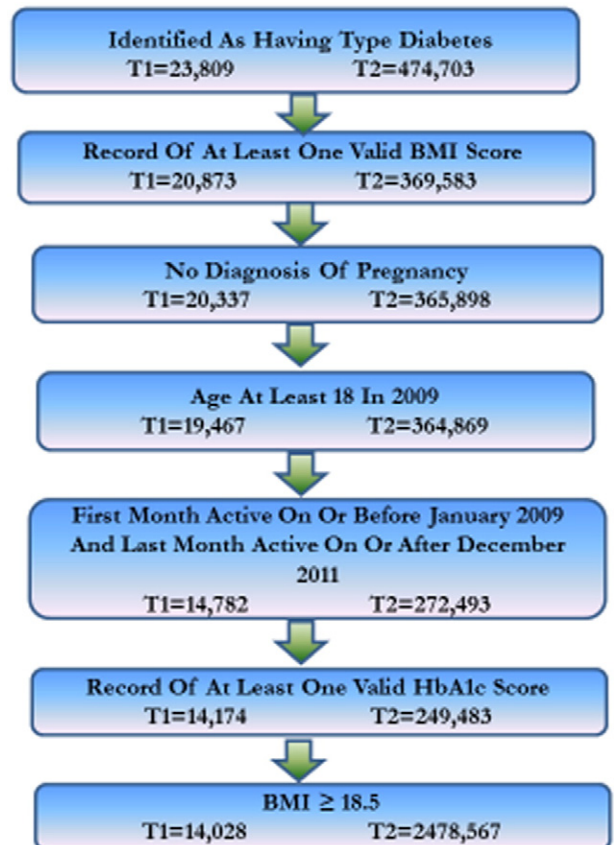 Identified As Having Type Diabetes
T1=23,809 T2=474,703
Record Of At Least One Valid BMI Score
T1=20,873 T2=369,583
No Diagnosis Of Pregnancy
T1=20,337 T2=365,898
Age At Least 18 In 2009
T1=19,467 T2=364,869
First Month Active On Or Before January 2009
And Last Month Active On Or After December
2011
T1=14,782 T2=272,493
Record Of At Least One Valid HbA1c Score
T1=14,174 T2=249,483
BMI ≥ 18.5
T1=14,028 T2=2478,567